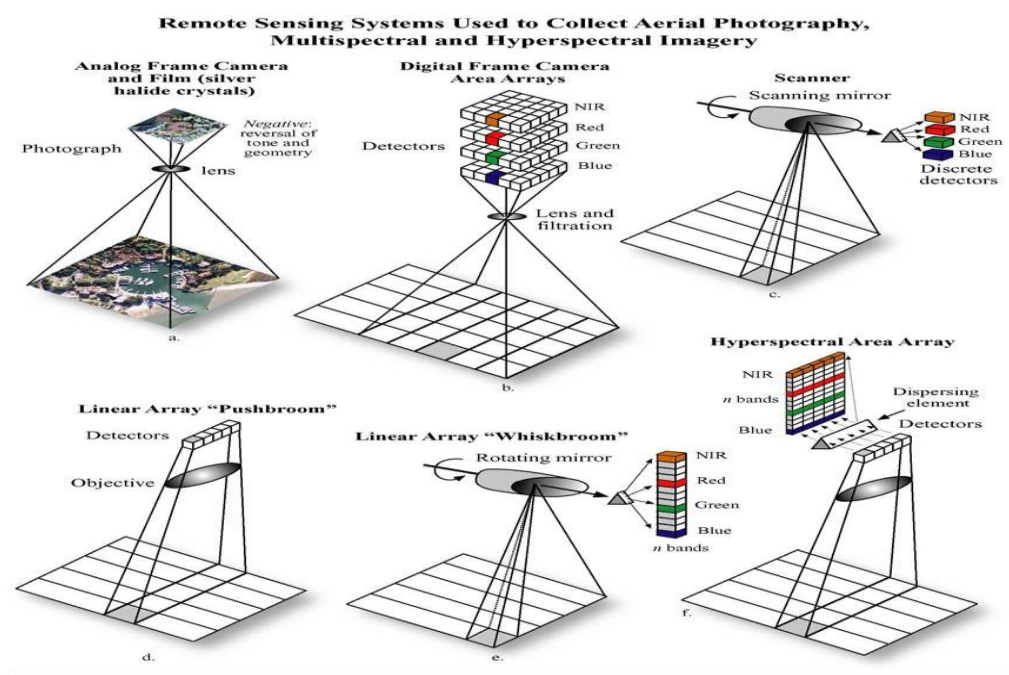 Remote Sensing Systems Used to Collect Aerial Photography,
Multispectral and Hyperspectral Imagery
Analog Frame Camera
and Film (silver
halide crystals)
Negative:
reversal of
tone and
geometry
Photograph
lens
a.
Digital Frame Camera
Area Arrays
NIR
Red
Green
Blue
Detectors
Lens and
filtration
b.
Scanner
Scanning mirror
NIR
Red
Green
Blue
Discrete
detectors
c.
Linear Array “Pushbroom”
Detectors
Objective
d.
Linear Array “Whiskbroom”
Rotating mirror
NIR
Red
Green
Blue
n bands
e.
Hyperspectral Area Array
NIR
n bands
Blue
Dispersing
element
Detectors
f.